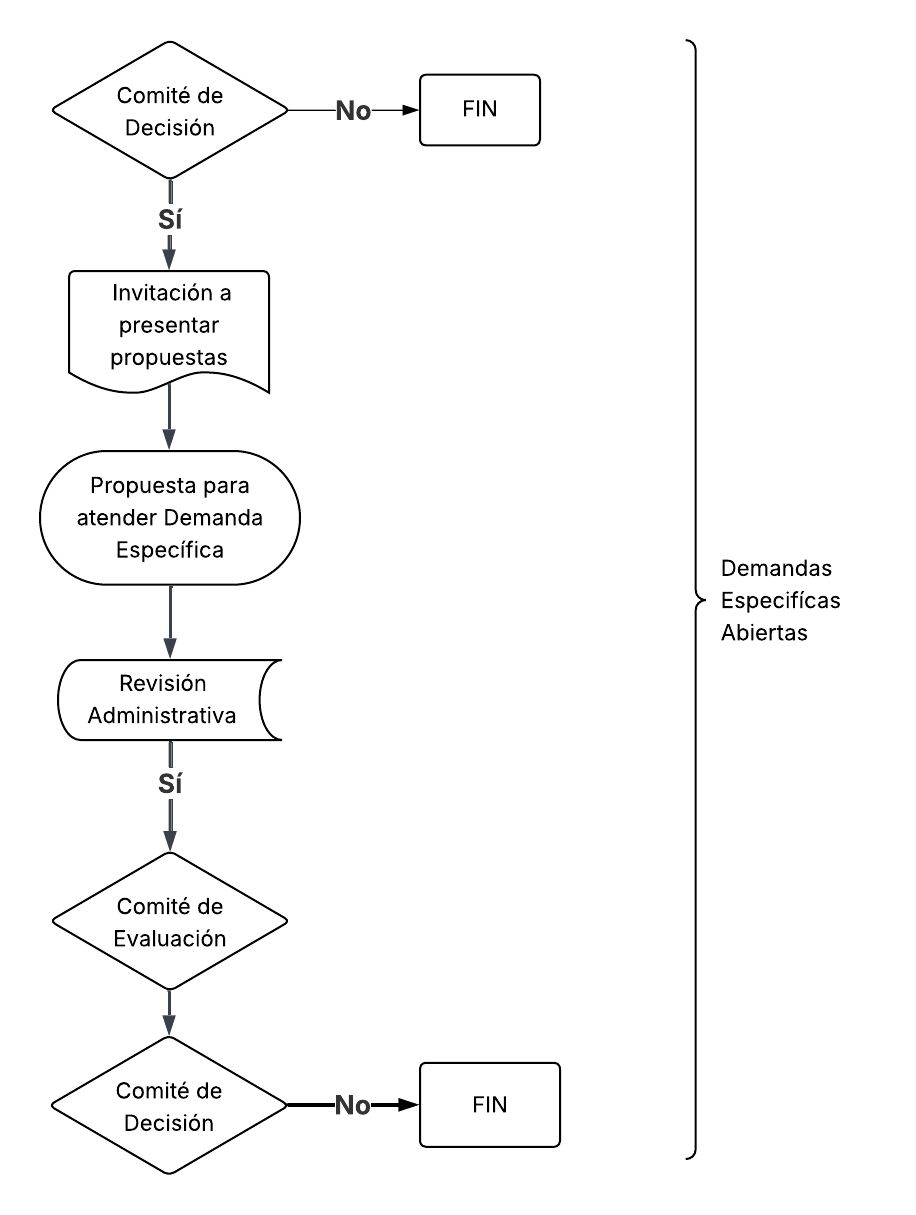 Comité de
Decisión
No
FIN
Sí
Invitación a
presentar
propuestas
Propuesta para
atender Demanda
Específica
Demandas
Especifícas
Abiertas
Revisión
Administrativa
Sí
Comité de
Evaluación
Comité de
Decisión
No
FIN